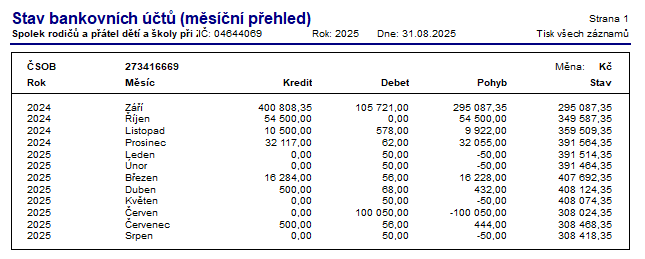 Stav bankovních účtů (měsíční přehled)
Strana 1
Spolek rodičů a přátel dětí a školy při IČ: 04644069 Rok: 2025 Dne: 31.08.2025 Tisk všech záznamů
ČSOB 273416669 Měna: Kč
Rok Měsíc Kredit Debet Pohyb Stav
2024 Září 400 808,35 105 721,00 295 087,35 295 087,35
2024 Říjen 54 500,00 0,00 54 500,00 349 587,35
2024 Listopad 10 500,00 578,00 9 922,00 359 509,35
2024 Prosinec 32 117,00 62,00 32 055,00 391 564,35
2025 Leden 0,00 50,00 -50,00 391 514,35
2025 Únor 0,00 50,00 -50,00 391 464,35
2025 Březen 16 284,00 56,00 16 228,00 407 692,35
2025 Duben 500,00 68,00 432,00 408 124,35
2025 Květen 0,00 50,00 -50,00 408 074,35
2025 Červen 0,00 100 050,00 -100 050,00 308 024,35
2025 Červenec 500,00 56,00 444,00 308 468,35
2025 Srpen 0,00 50,00 -50,00 308 418,35